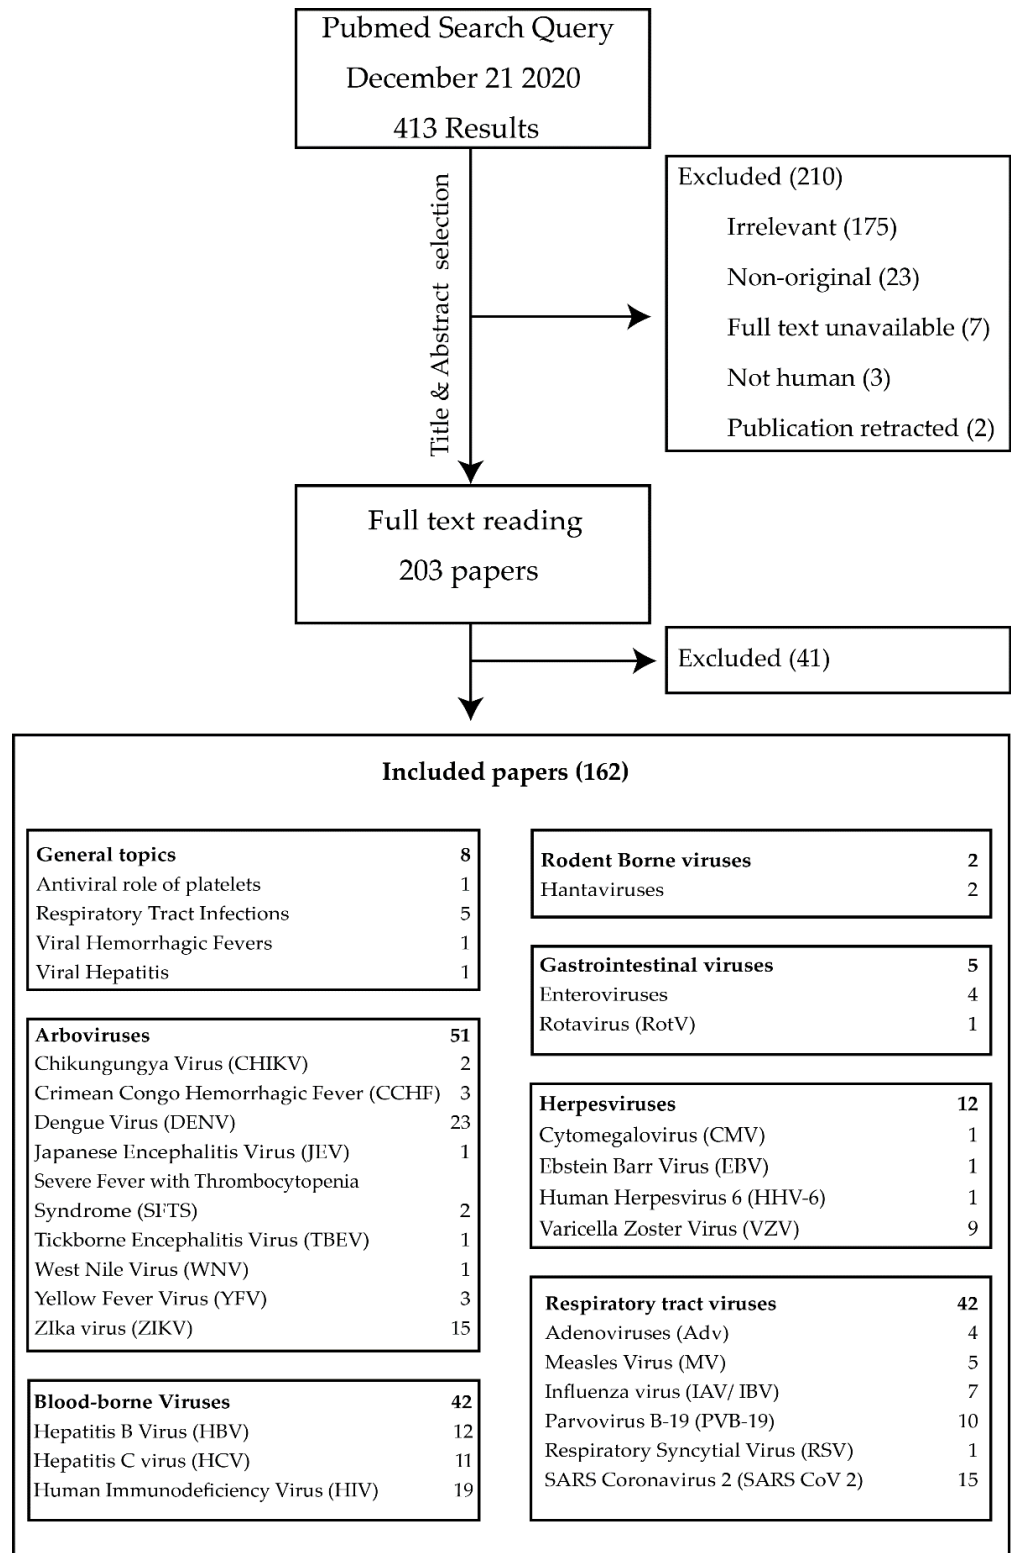 Pubmed Search Query
December 21 2020
413 Results
Title & Abstract selection
Excluded (210)
Irrelevant (175)
Non-original (23)
Full text unavailable (7)
Not human (3)
Publication retracted (2)
Full text reading
203 papers
Excluded (41)
Included papers (162)
General topics 8
Antiviral role of platelets 1
Respiratory Tract Infections 5
Viral Hemorrhagic Fevers 1
Viral Hepatitis 1
Arboviruses 51
Chikungungya Virus (CHIKV) 2
Crimean Congo Hemorrhagic Fever (CCHF) 3
Dengue Virus (DENV) 23
Japanese Encephalitis Virus (JEV) 1
Severe Fever with Thrombocytopenia
Syndrome (SFTS) 2
Tickborne Encephalitis Virus (TBEV) 1
West Nile Virus (WNV) 1
Yellow Fever Virus (YFV) 3
ZIka virus (ZIKV) 15
Blood-borne Viruses 42
Hepatitis B Virus (HBV) 12
Hepatitis C virus (HCV) 11
Human Immunodeficiency Virus (HIV) 19
Rodent Borne viruses 2
Hantaviruses 2
Gastrointestinal viruses 5
Enteroviruses 4
Rotavirus (RotV) 1
Herpesviruses 12
Cytomegalovirus (CMV) 1
Ebstein Barr Virus (EBV) 1
Human Herpesvirus 6 (HHV-6) 1
Varicella Zoster Virus (VZV) 9
Respiratory tract viruses 42
Adenoviruses (Adv) 4
Measles Virus (MV) 5
Influenza virus (IAV/ IBV) 7
Parvovirus B-19 (PVB-19) 10
Respiratory Syncytial Virus (RSV) 1
SARS Coronavirus 2 (SARS CoV 2) 15